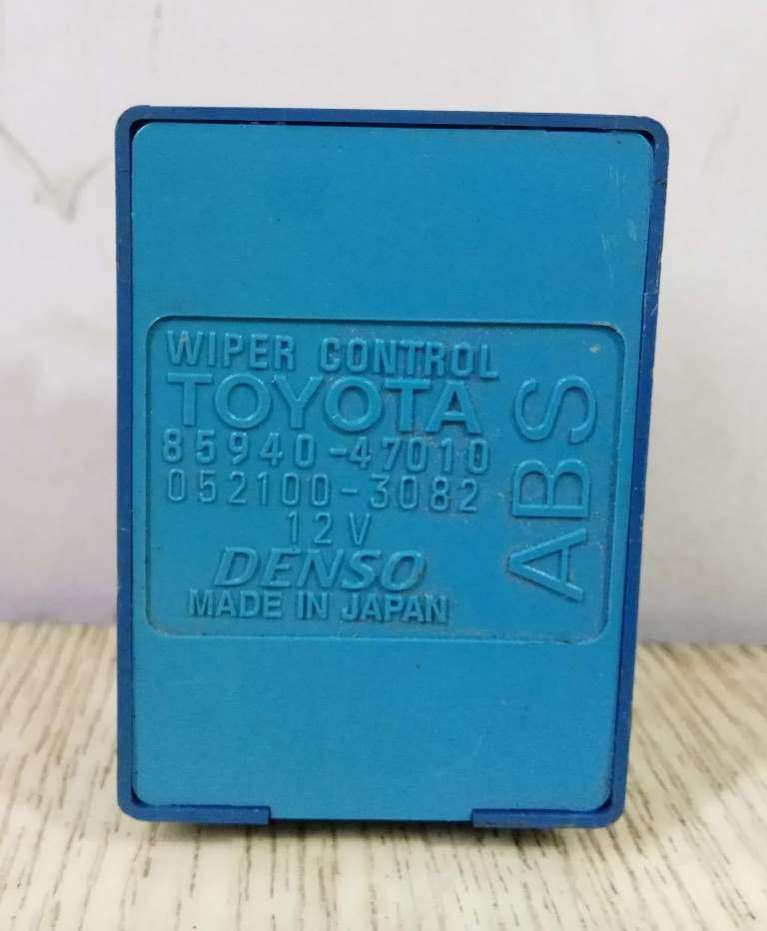 WIPER CONTROL
TOYOTA
85940-47010
052100-3082
12V
DENSO
MADE IN JAPAN
ABS